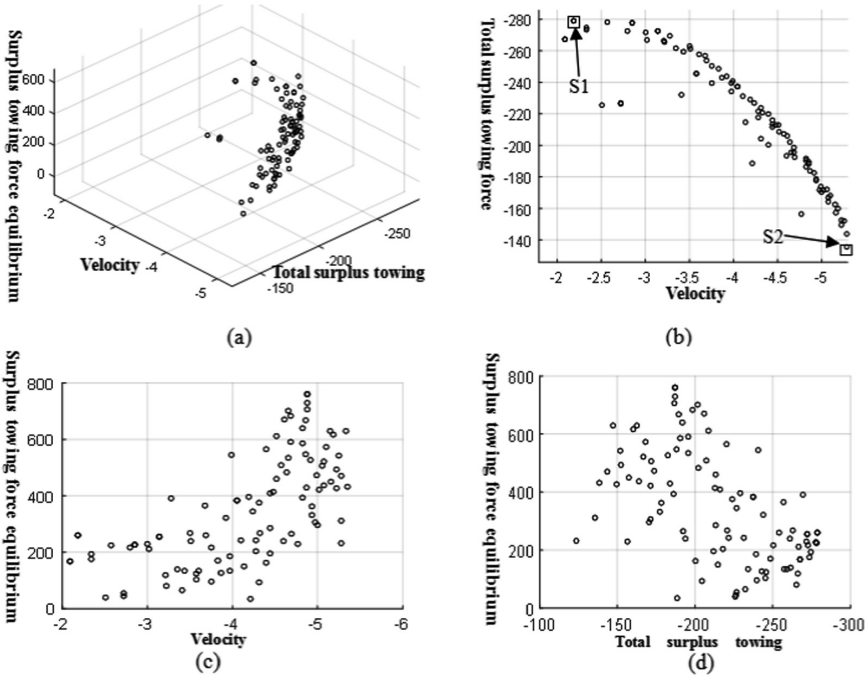 Surplus towing force equilibrium
600
400
200
0
-2
-3
-4
-5
Velocity
-150
-200
-250
Total surplus towing
(a)
Total surplus towing force
-280
-260
-240
-220
-200
-180
-160
-140
S1
S2
-2 -2.5 -3 -3.5 -4 -4.5 -5
Velocity
(b)
Surplus towing force equilibrium
800
600
400
200
0
-2 -3 -4 -5 -6
Velocity
(c)
Surplus towing force equilibrium
800
600
400
200
0
-100 -150 -200 -250 -300
Total surplus towing
(d)